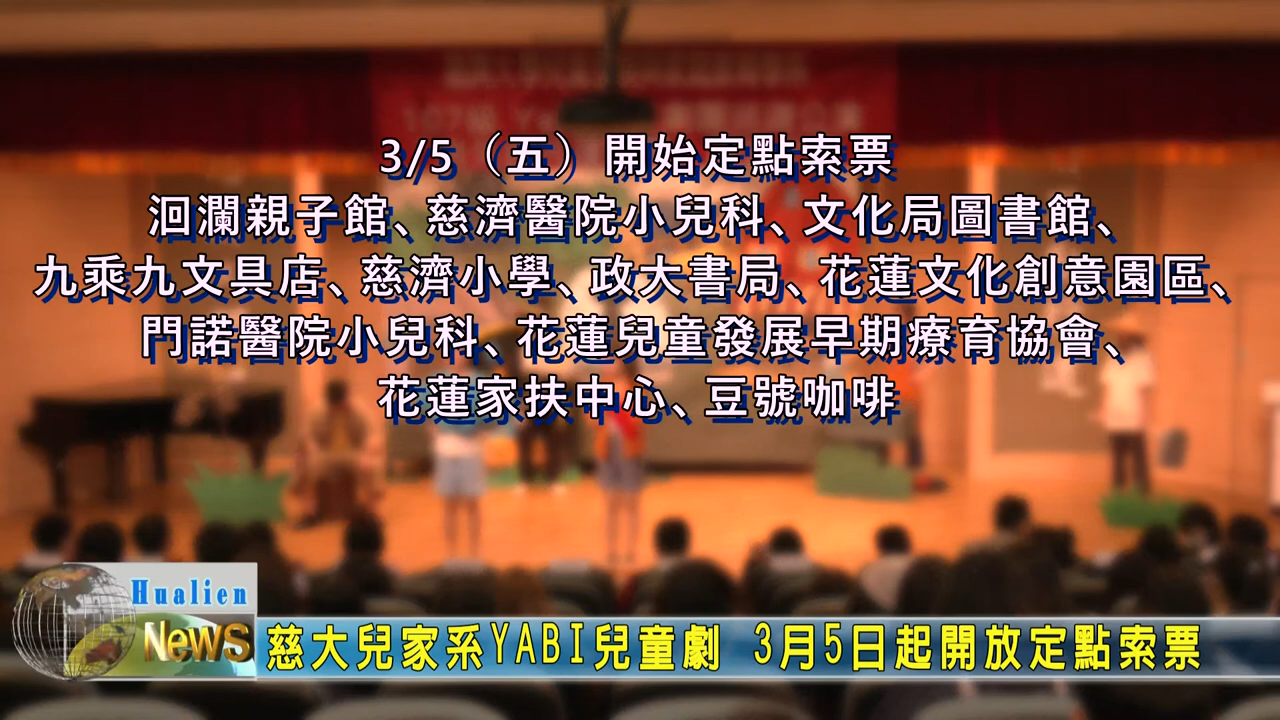 3/5（五）開始定點索票
洄瀾親子館、慈濟醫院小兒科、文化局圖書館、
九乘九文具店、慈濟小學、政大書局、花蓮文化創意園區、
門諾醫院小兒科、花蓮兒童發展早期療育協會、
花蓮家扶中心、豆號咖啡
Hualien
News
慈大兒家系YABI兒童劇 3月5日起開放定點索票